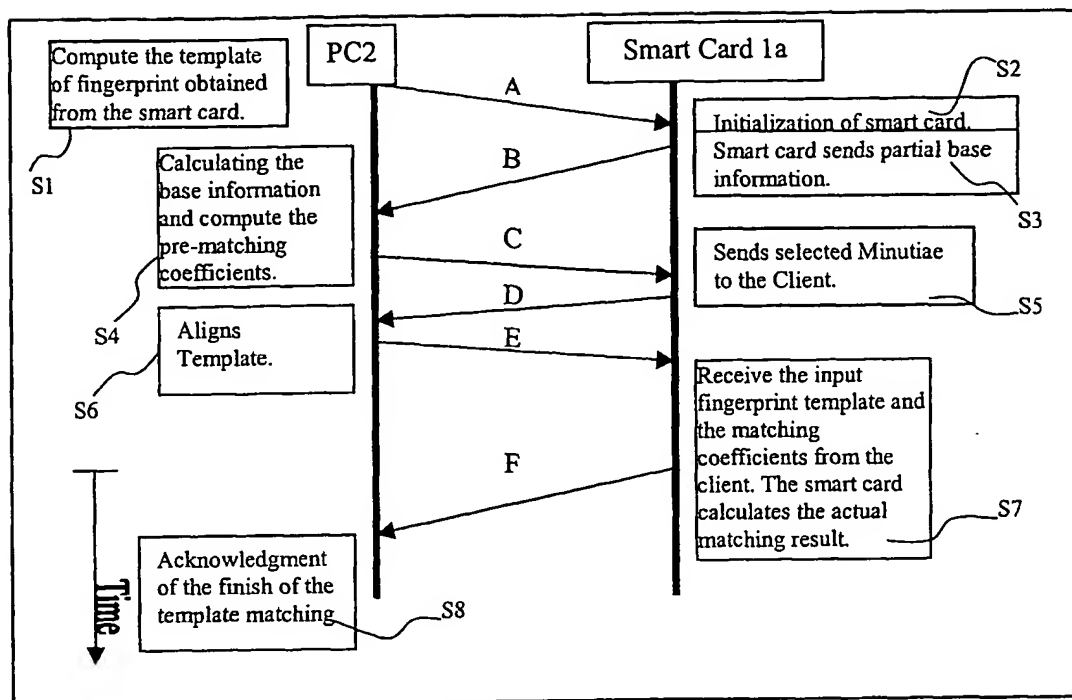 PC2
Smart Card 1a
Compute the template
of fingerprint obtained
from the smart card.
S1
A
S2
Initialization of smart card.
Smart card sends partial base
information.
S3
B
Calculating the
base information
and compute the
pre-matching
coefficients.
S4
C
Sends selected Minutiae
to the Client.
S5
D
Aligns
Template.
S6
E
Receive the input
fingerprint template and
the matching
coefficients from the
client. The smart card
calculates the actual
matching result.
S7
F
Acknowledgment
of the finish of the
template matching
S8
Time